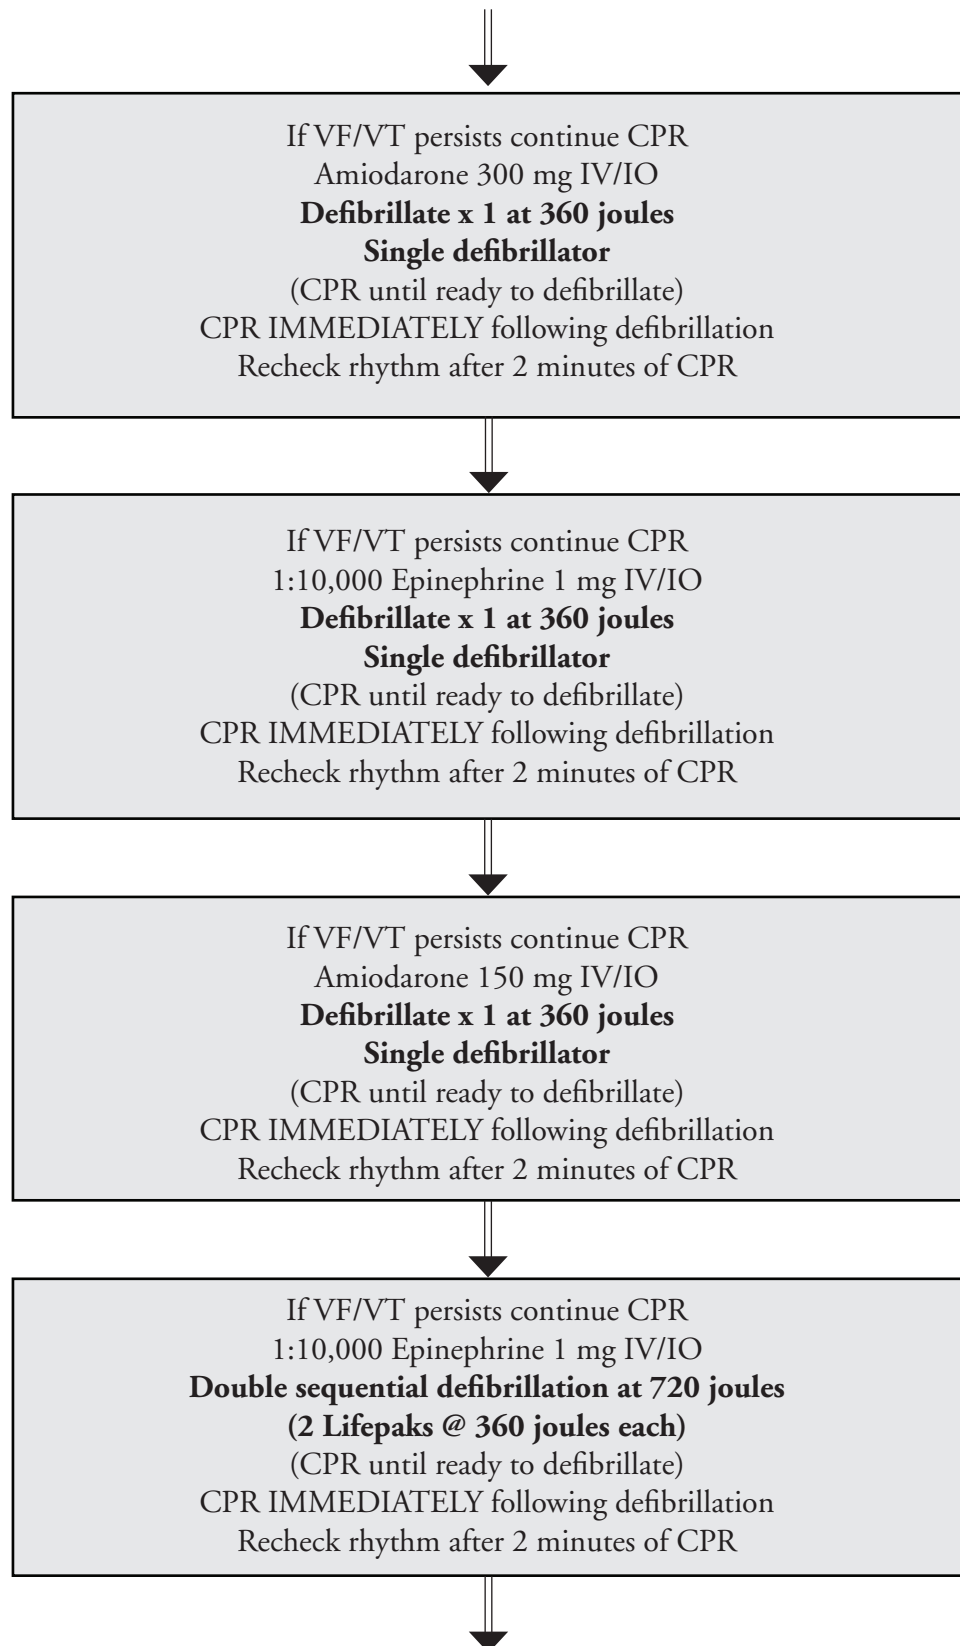 If VF/VT persists continue CPR
Amiodarone 300 mg IV/IO
Defibrillate x 1 at 360 joules
Single defibrillator
(CPR until ready to defibrillate)
CPR IMMEDIATELY following defibrillation
Recheck rhythm after 2 minutes of CPR
If VF/VT persists continue CPR
1:10,000 Epinephrine 1 mg IV/IO
Defibrillate x 1 at 360 joules
Single defibrillator
(CPR until ready to defibrillate)
CPR IMMEDIATELY following defibrillation
Recheck rhythm after 2 minutes of CPR
If VF/VT persists continue CPR
Amiodarone 150 mg IV/IO
Defibrillate x 1 at 360 joules
Single defibrillator
(CPR until ready to defibrillate)
CPR IMMEDIATELY following defibrillation
Recheck rhythm after 2 minutes of CPR
If VF/VT persists continue CPR
1:10,000 Epinephrine 1 mg IV/IO
Double sequential defibrillation at 720 joules
(2 Lifepaks @ 360 joules each)
(CPR until ready to defibrillate)
CPR IMMEDIATELY following defibrillation
Recheck rhythm after 2 minutes of CPR